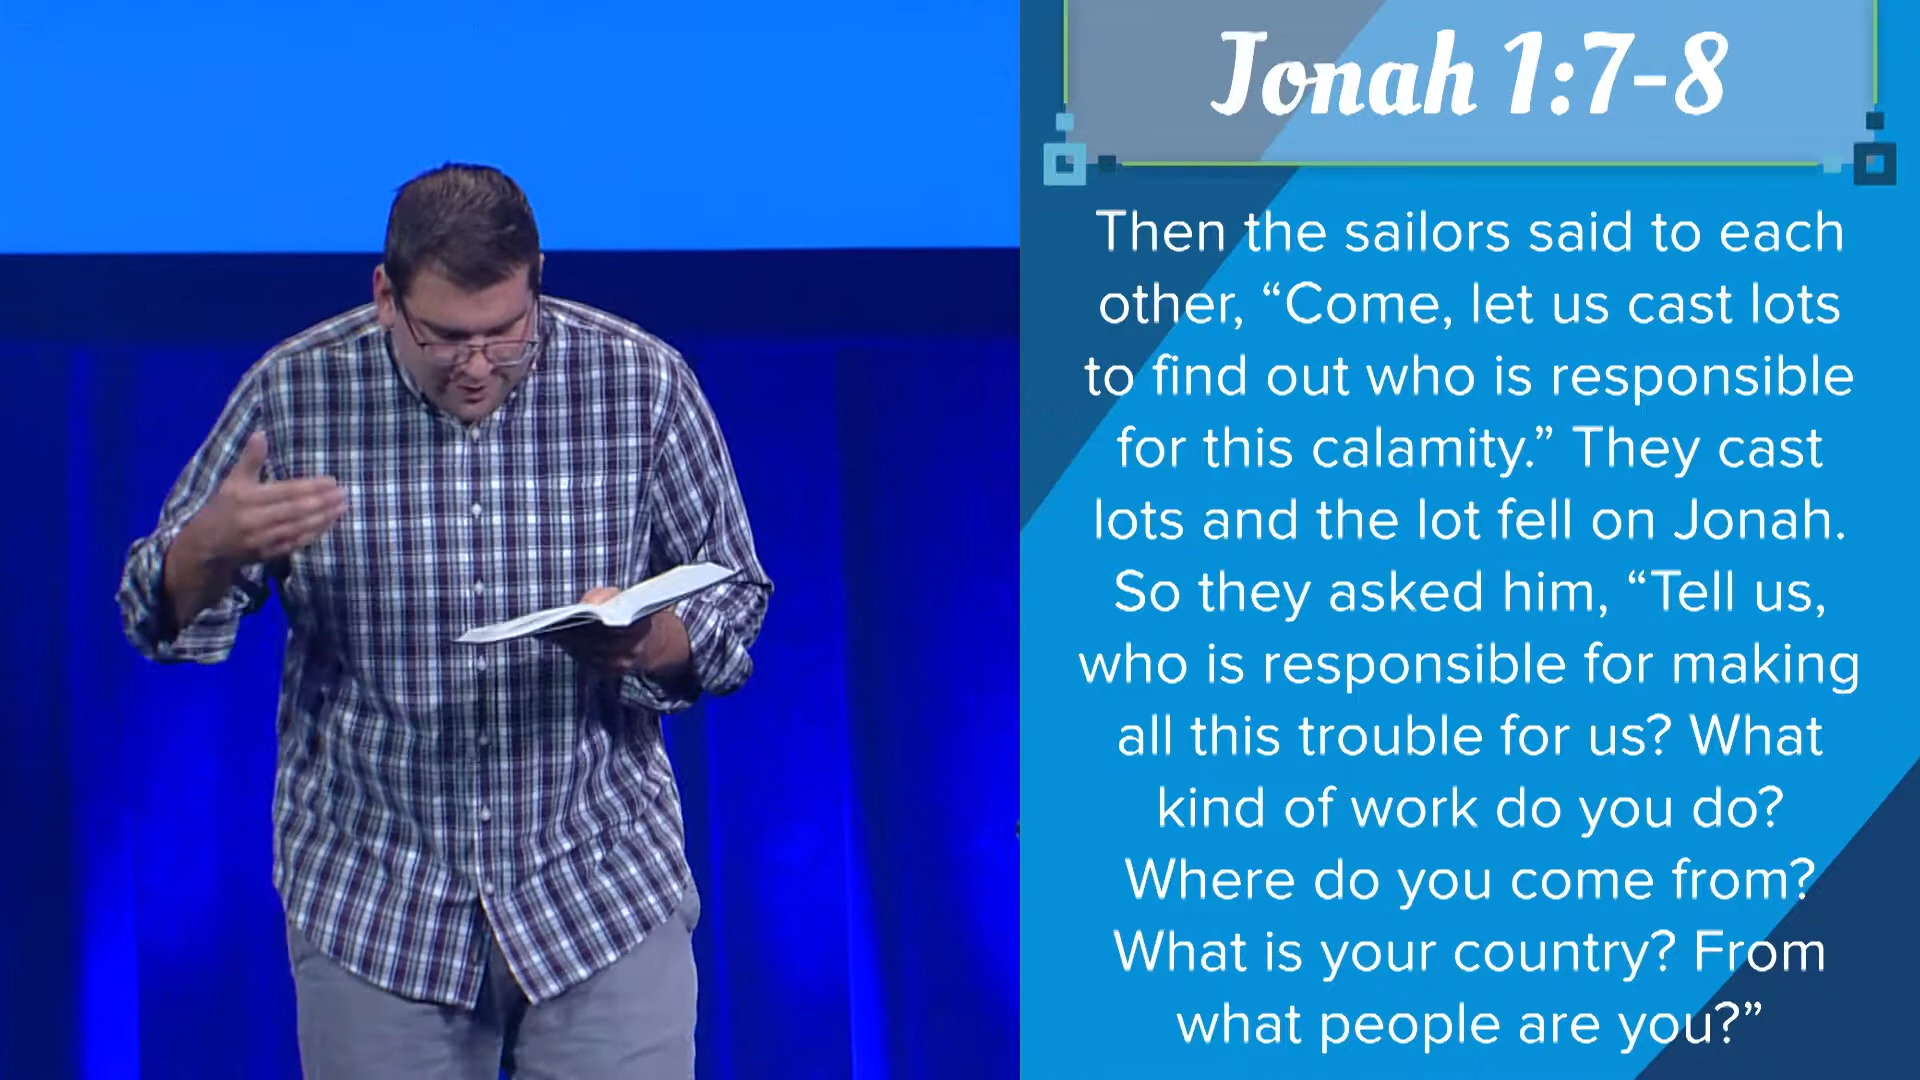 Jonah 1:7-8
Then the sailors said to each
other, “Come, let us cast lots
to find out who is responsible
for this calamity.” They cast
lots and the lot fell on Jonah.
So they asked him, “Tell us,
who is responsible for making
all this trouble for us? What
kind of work do you do?
Where do you come from?
What is your country? From
what people are you?”